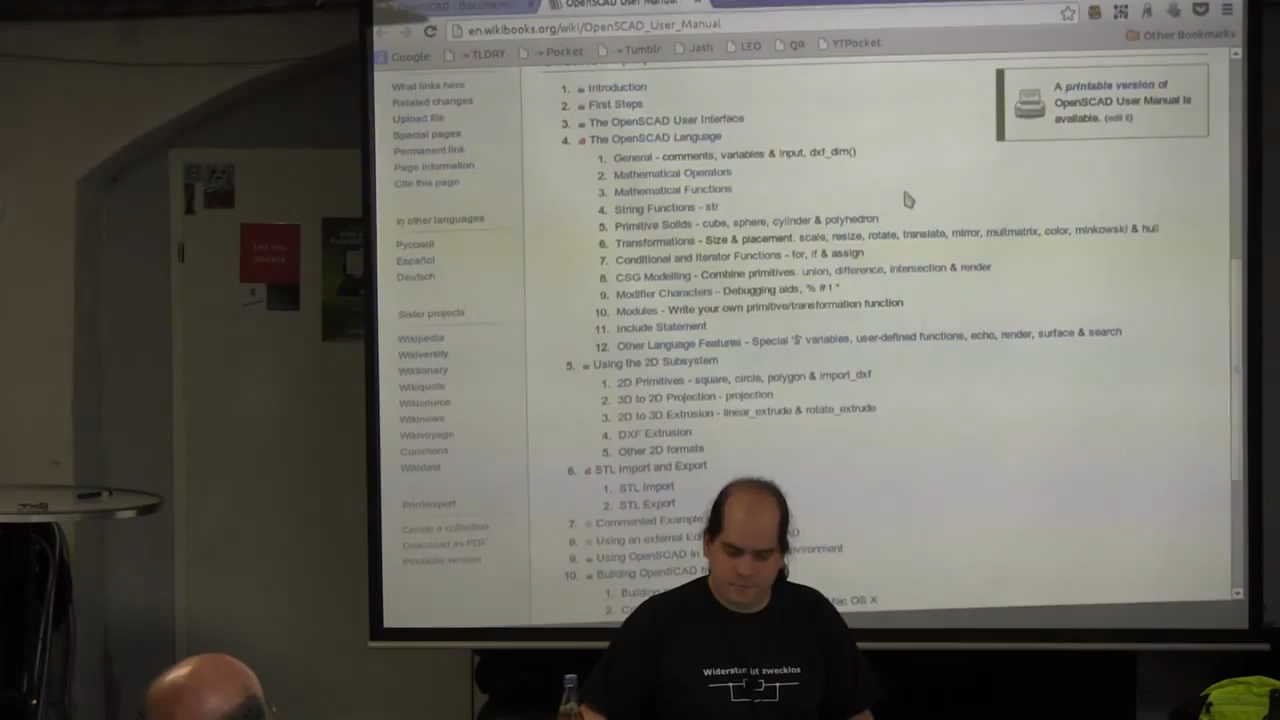 OpenSCAD User Manual
en.wikibooks.org/wiki/OpenSCAD_User_Manual
Google -> TLDRY -> Pocket -> Tumblr Jash LEO QR YTPocket Other Bookmarks
What links here
Related changes
Upload file
Special pages
Permanent link
Page information
Cite this page
In other languages
Русский
Español
Deutsch
Sister projects
Wikipedia
Wikiversity
Wiktionary
Wikiquote
Wikisource
Wikinews
Wikivoyage
Commons
Wikidata
Print/export
Create a collection
Download as PDF
Printable version
1. Introduction
2. First Steps
3. The OpenSCAD User Interface
4. The OpenSCAD Language
1. General - comments, variables & input, dxf_dim()
2. Mathematical Operators
3. Mathematical Functions
4. String Functions - str
5. Primitive Solids - cube, sphere, cylinder & polyhedron
6. Transformations - Size & placement. scale, resize, rotate, translate, mirror, multmatrix, color, minkowski & hull
7. Conditional and Iterator Functions - for, if & assign
8. CSG Modelling - Combine primitives. union, difference, intersection & render
9. Modifier Characters - Debugging aids, % # ! *
10. Modules - Write your own primitive/transformation function
11. Include Statement
12. Other Language Features - Special '$' variables, user-defined functions, echo, render, surface & search
5. Using the 2D Subsystem
1. 2D Primitives - square, circle, polygon & import_dxf
2. 3D to 2D Projection - projection
3. 2D to 3D Extrusion - linear_extrude & rotate_extrude
4. DXF Extrusion
5. Other 2D formats
6. STL Import and Export
1. STL Import
2. STL Export
7. Commented Example
8. Using an external
9. Using OpenSCAD in
10. Building OpenSCAD
1. Building
2.
Mac OS X
A printable version of
OpenSCAD User Manual is
available. (edit it)
Widerstan ist zwecklos